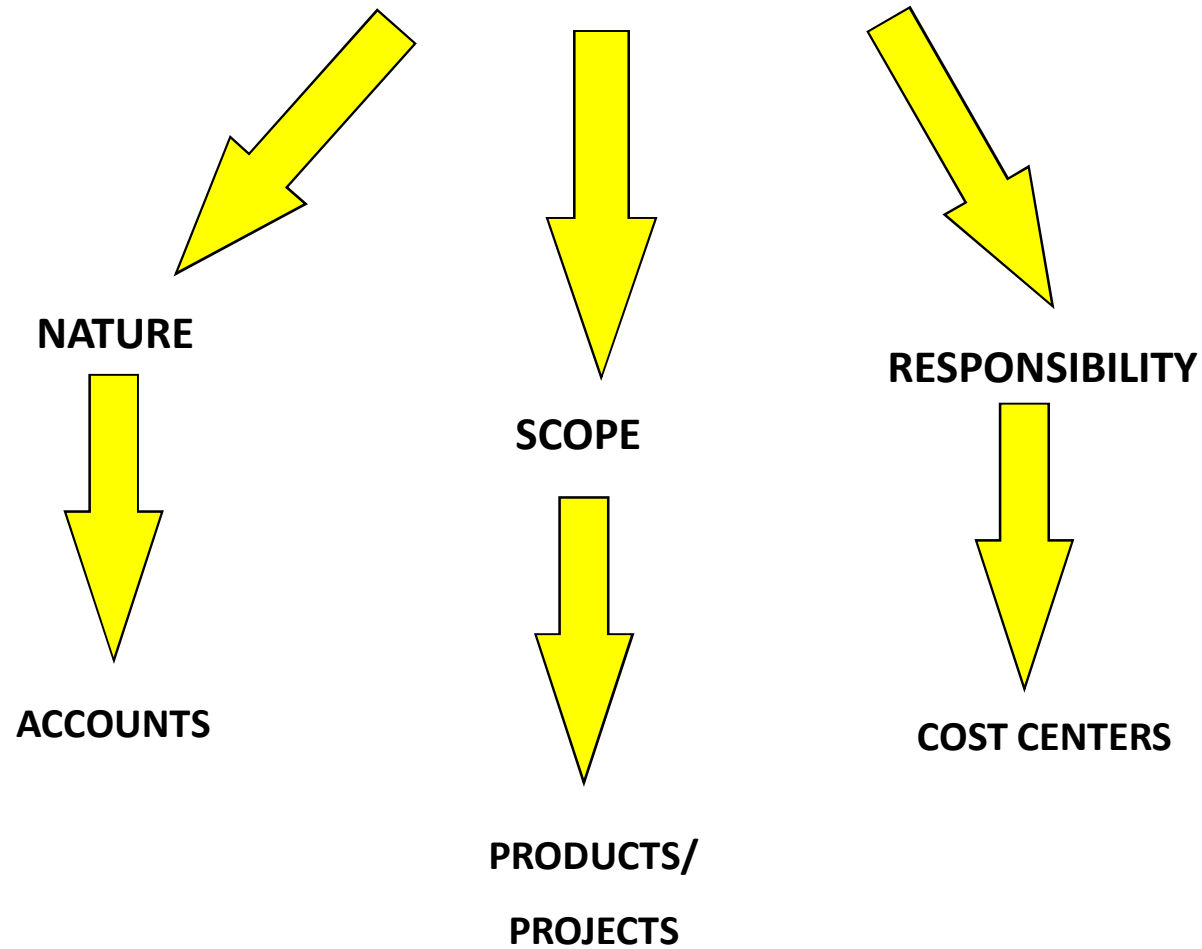 NATURE
RESPONSIBILITY
SCOPE
ACCOUNTS
COST CENTERS
PRODUCTS/
PROJECTS